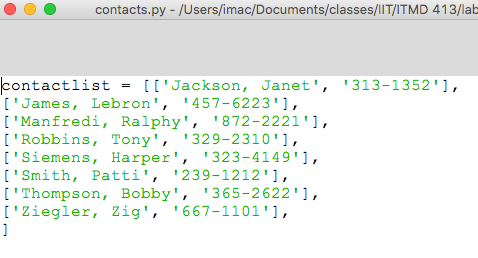 contacts.py - /Users/imac/Documents/classes/IIT/ITMD 413/lab
contactlist = [['Jackson, Janet', '313-1352'],
['James, Lebron', '457-6223'],
['Manfredi, Ralphy', '872-2221'],
['Robbins, Tony', '329-2310'],
['Siemens, Harper', '323-4149'],
['Smith, Patti', '239-1212'],
['Thompson, Bobby', '365-2622'],
['Ziegler, Zig', '667-1101'],
]